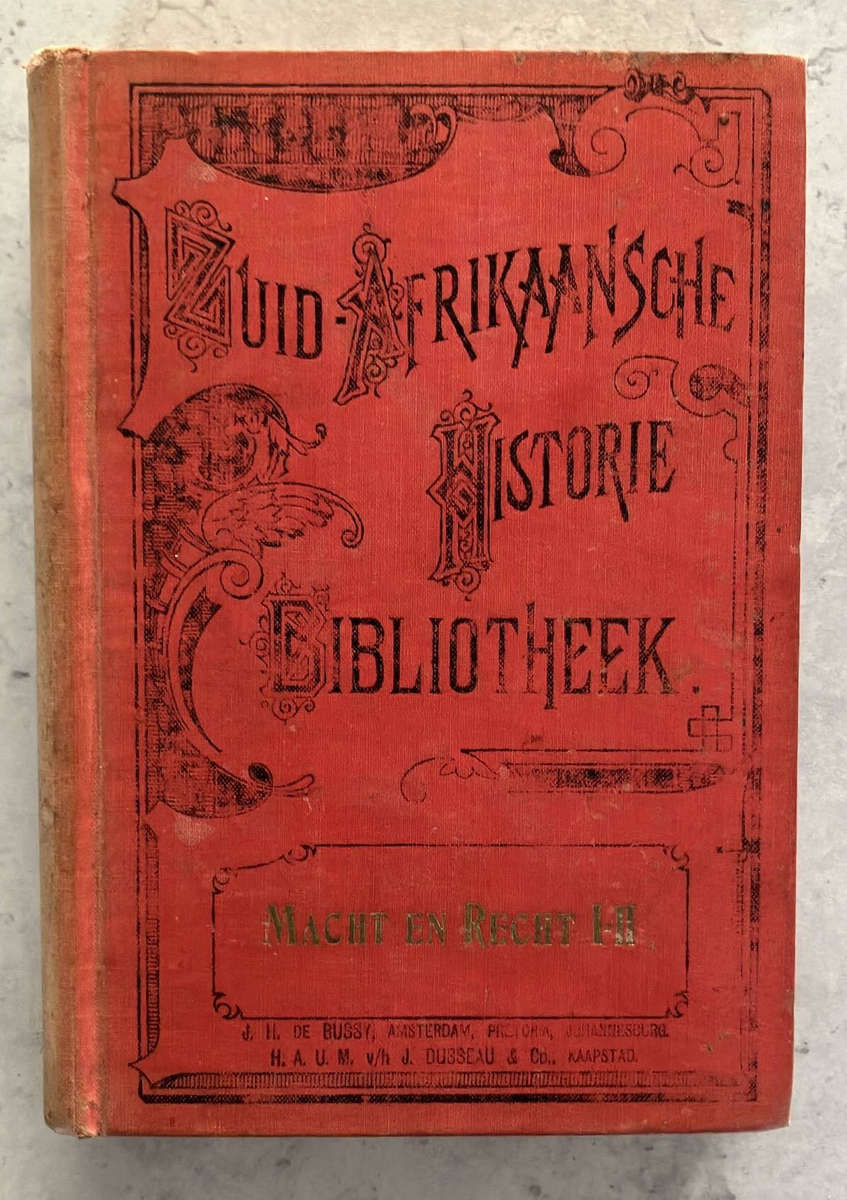 ZUID-AFRIKAANSCHE
HISTORIE
BIBLIOTHEEK.
MACHT EN RECHT I-II
J. H. DE BUSSY, AMSTERDAM, PRETORIA, JOHANNESBURG.
H. A. U. M. v/h J. DUSSEAU & Co., KAAPSTAD.